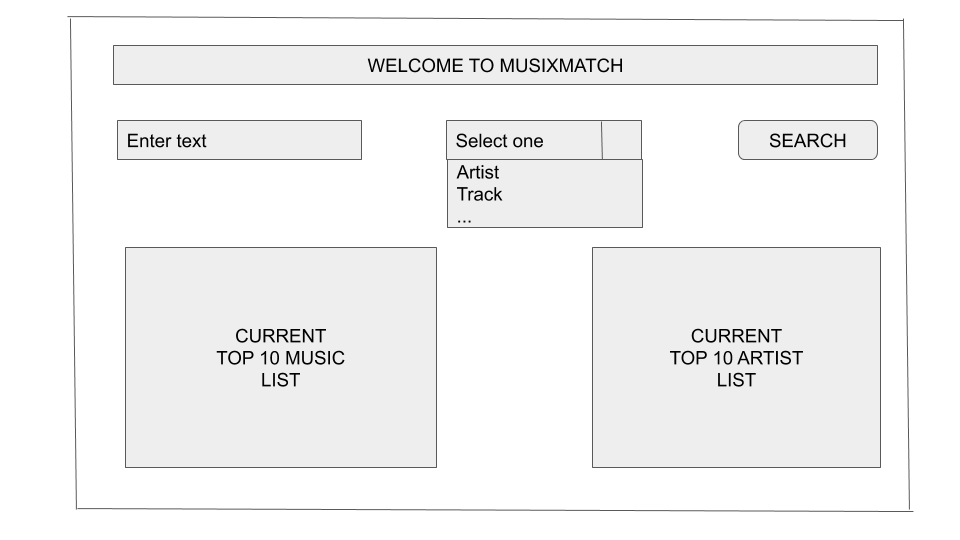 WELCOME TO MUSIXMATCH
Enter text
Select one
SEARCH
Artist
Track
...
CURRENT
TOP 10 MUSIC
LIST
CURRENT
TOP 10 ARTIST
LIST